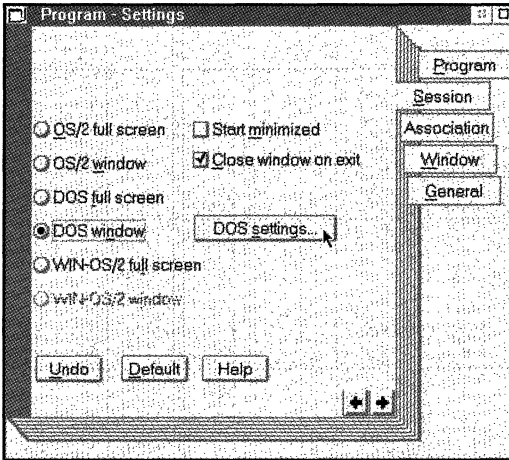 Program - Settings
Program
Session
OS/2 full screen
Start minimized
Association
OS/2 window
Close window on exit
Window
DOS full screen
General
DOS window
DOS settings...
WIN-OS/2 full screen
WIN-OS/2 window
Undo
Default
Help